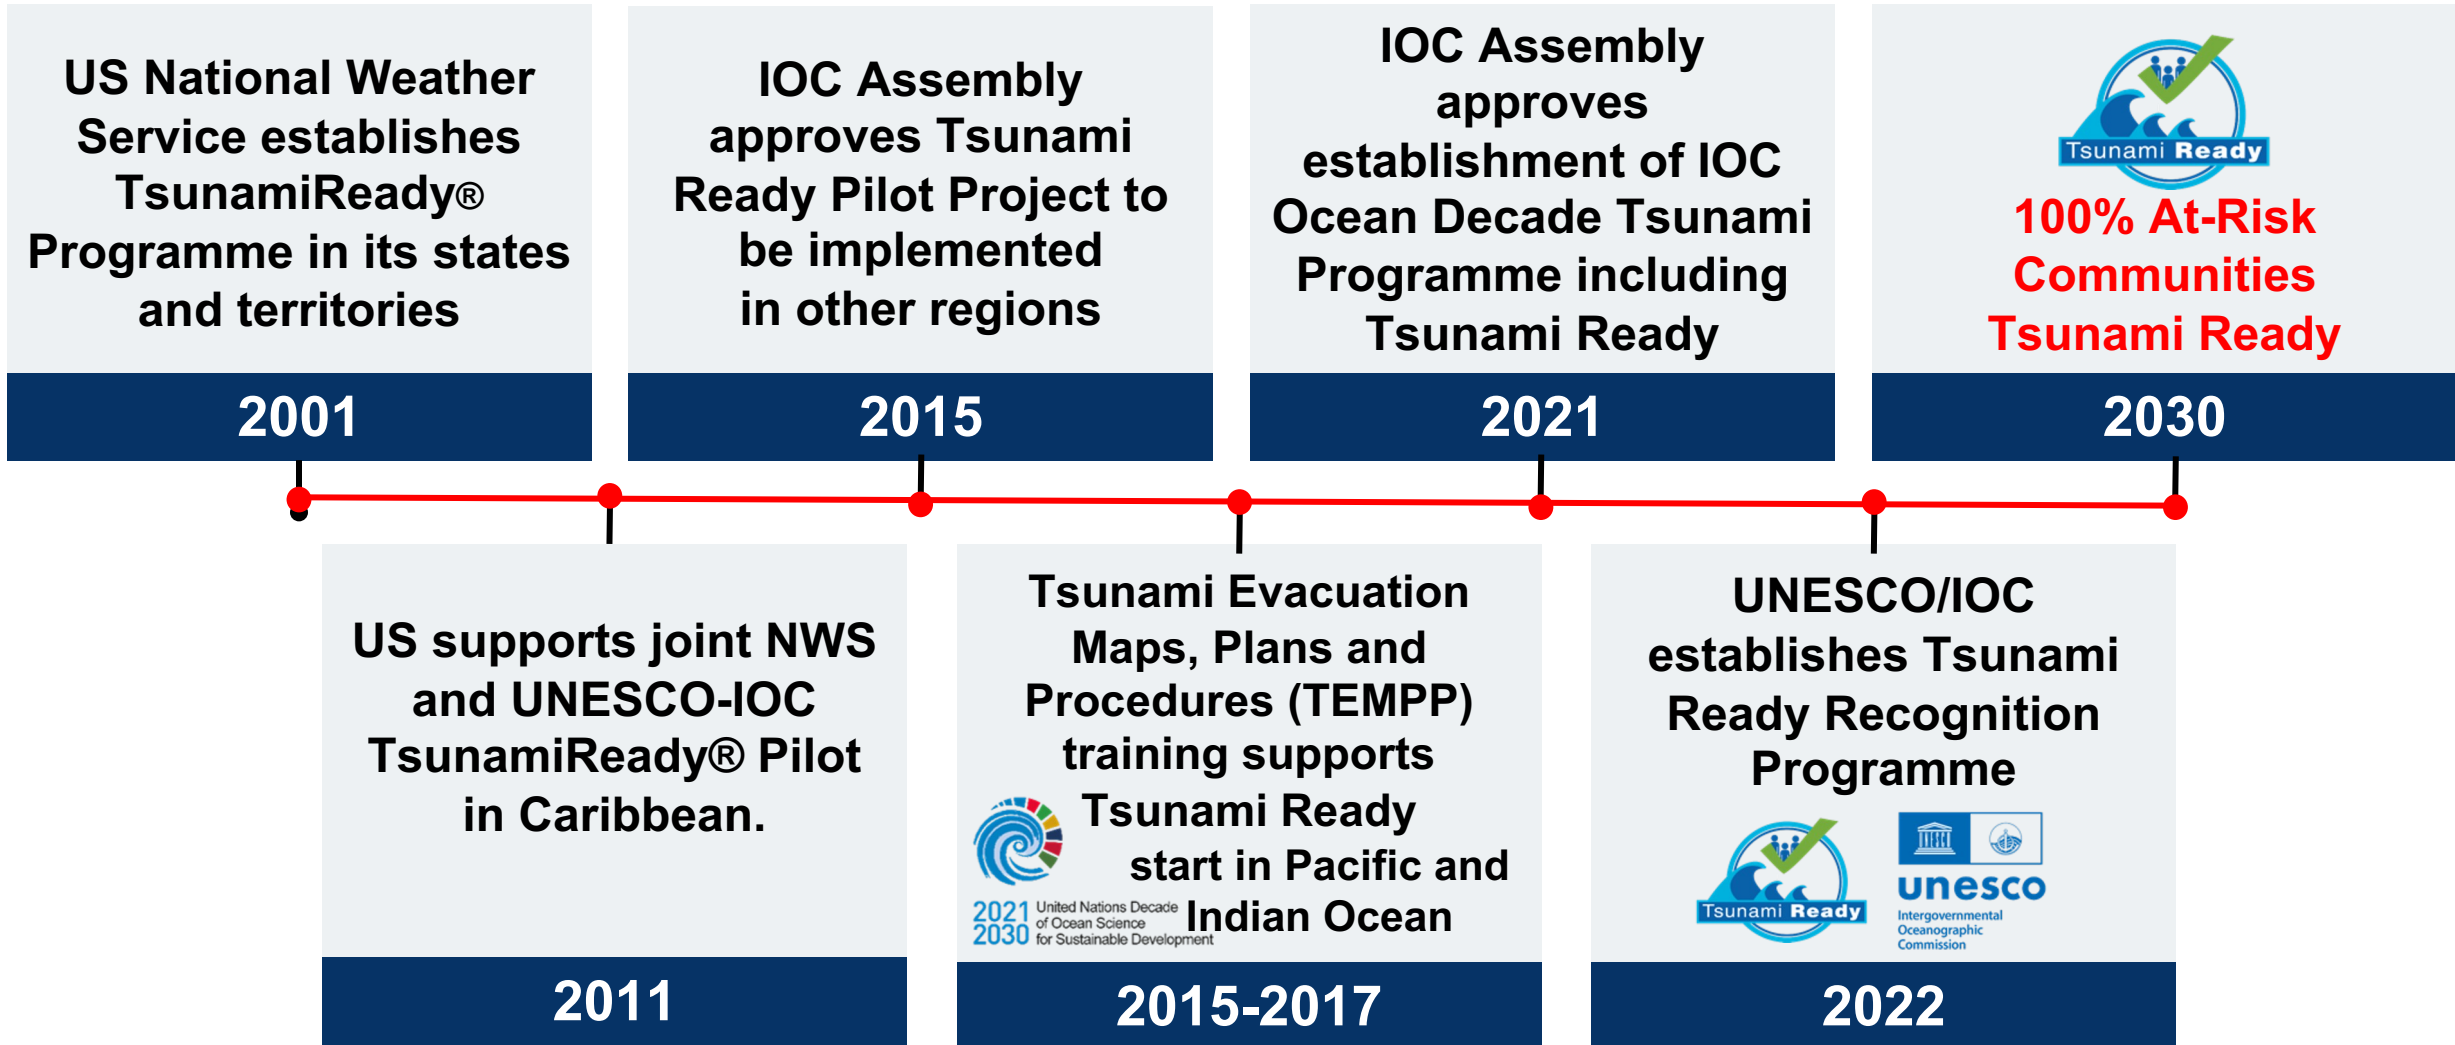 US National Weather
Service establishes
TsunamiReady®
Programme in its states
and territories
2001
IOC Assembly
approves Tsunami
Ready Pilot Project to
be implemented
in other regions
2015
IOC Assembly
approves
establishment of IOC
Ocean Decade Tsunami
Programme including
Tsunami Ready
2021
Tsunami Ready
100% At-Risk
Communities
Tsunami Ready
2030
US supports joint NWS
and UNESCO-IOC
TsunamiReady® Pilot
in Caribbean.
2011
Tsunami Evacuation
Maps, Plans and
Procedures (TEMPP)
training supports
Tsunami Ready
start in Pacific and
Indian Ocean
2021
2030
United Nations Decade
of Ocean Science
for Sustainable Development
2015-2017
UNESCO/IOC
establishes Tsunami
Ready Recognition
Programme
Tsunami Ready
unesco
Intergovernmental
Oceanographic
Commission
2022